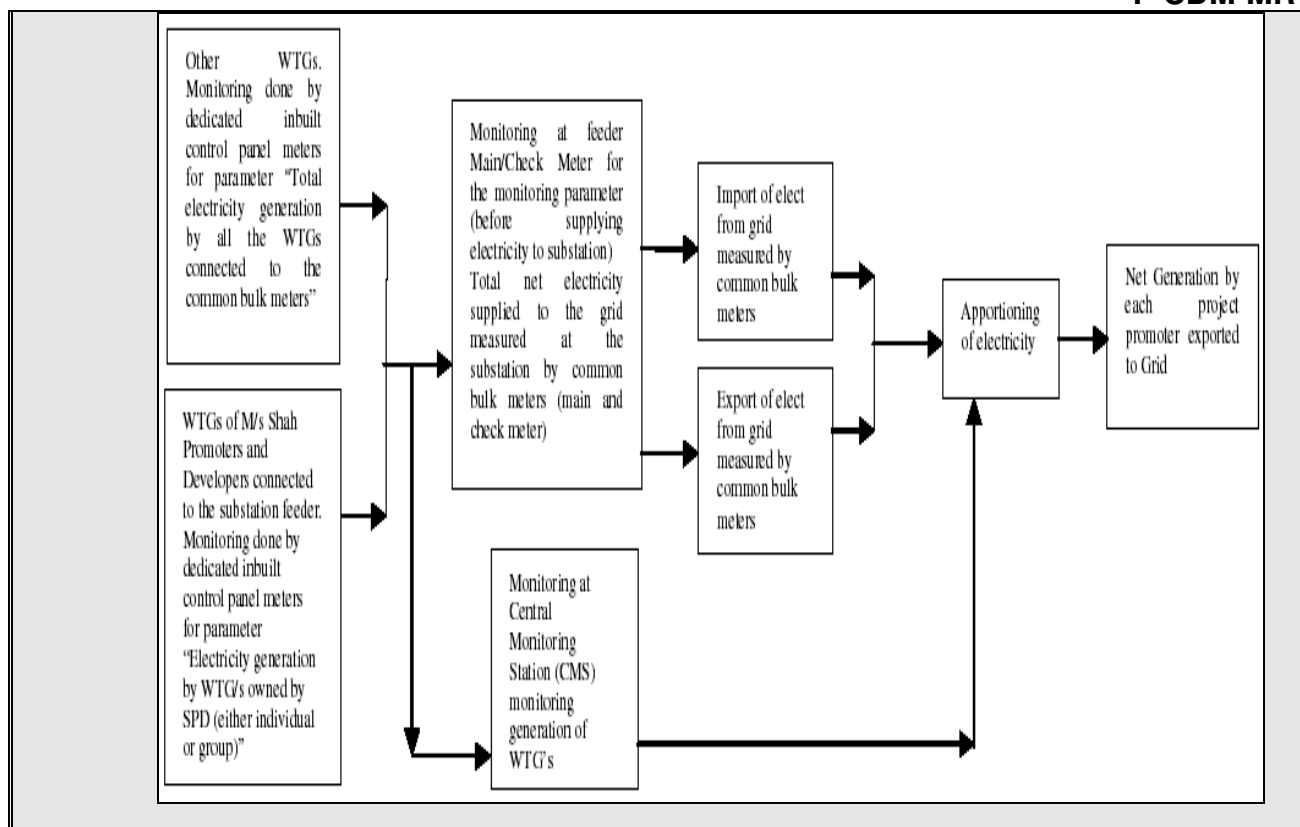 Other WTGs.
Monitoring done by
dedicated inbuilt
control panel meters
for parameter “Total
electricity generation
by all the WTGs
connected to the
common bulk meters”
WTGs of M/s Shah
Promoters and
Developers connected
to the substation feeder.
Monitoring done by
dedicated inbuilt
control panel meters
for parameter
“Electricity generation
by WTG/s owned by
SPD (either individual
or group)”
Monitoring at feeder
Main/Check Meter for
the monitoring parameter
(before supplying
electricity to substation)
Total net electricity
supplied to the grid
measured at the
substation by common
bulk meters (main and
check meter)
Monitoring at
Central
Monitoring
Station (CMS)
monitoring
generation of
WTG's
Import of elect
from grid
measured by
common bulk
meters
Export of elect
from grid
measured by
common bulk
meters
Apportioning
of electricity
Net Generation by
each project
promoter exported
to Grid